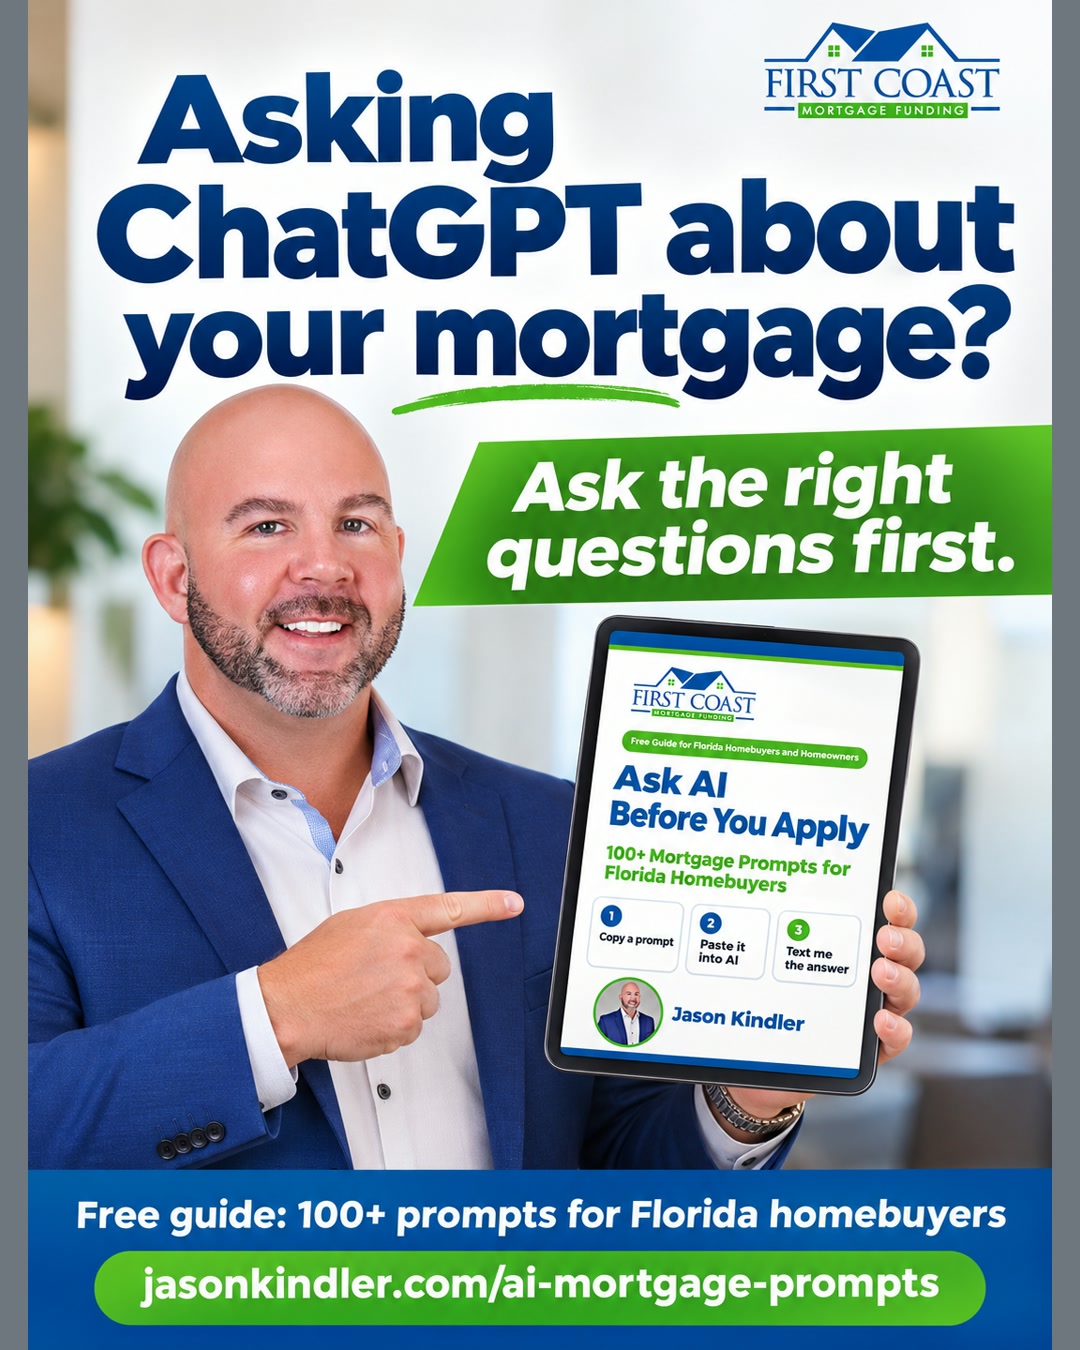 FIRST COAST
MORTGAGE FUNDING
Asking
ChatGPT about
your mortgage?
Ask the right
questions first.
FIRST COAST
MORTGAGE FUNDING
Free Guide for Florida Homebuyers and Homeowners
Ask AI
Before You Apply
100+ Mortgage Prompts for
Florida Homebuyers
1
Copy a prompt
2
Paste it
into AI
3
Text me
the answer
Jason Kindler
Free guide: 100+ prompts for Florida homebuyers
jasonkindler.com/ai-mortgage-prompts